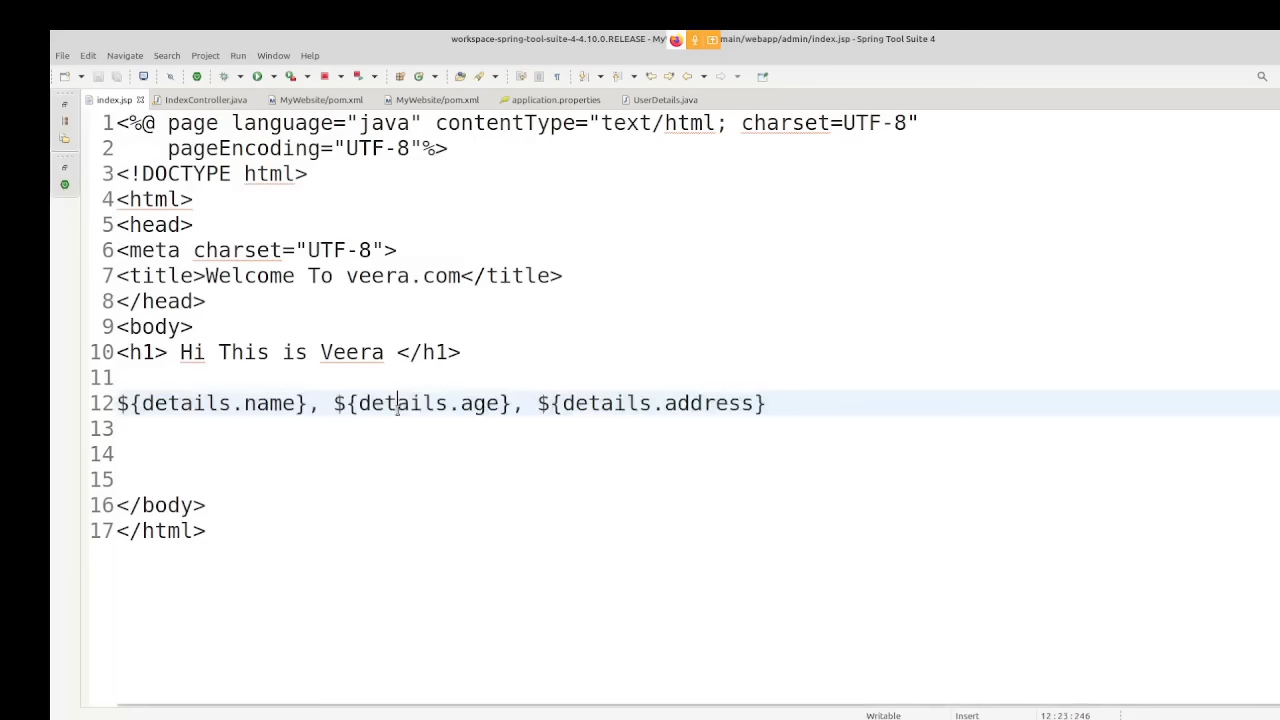 workspace-spring-tool-suite-4-4.10.0.RELEASE - My main/webapp/admin/index.jsp - Spring Tool Suite 4
File Edit Navigate Search Project Run Window Help
index.jsp IndexController.java MyWebsite/pom.xml MyWebsite/pom.xml application.properties UserDetails.java
1<%@ page language="java" contentType="text/html; charset=UTF-8"
2    pageEncoding="UTF-8"%>
3<!DOCTYPE html>
4<html>
5<head>
6<meta charset="UTF-8">
7<title>Welcome To veera.com</title>
8</head>
9<body>
10<h1> Hi This is Veera </h1>
11
12${details.name}, ${details.age}, ${details.address}
13
14
15
16</body>
17</html>
Writable Insert 12:23:246